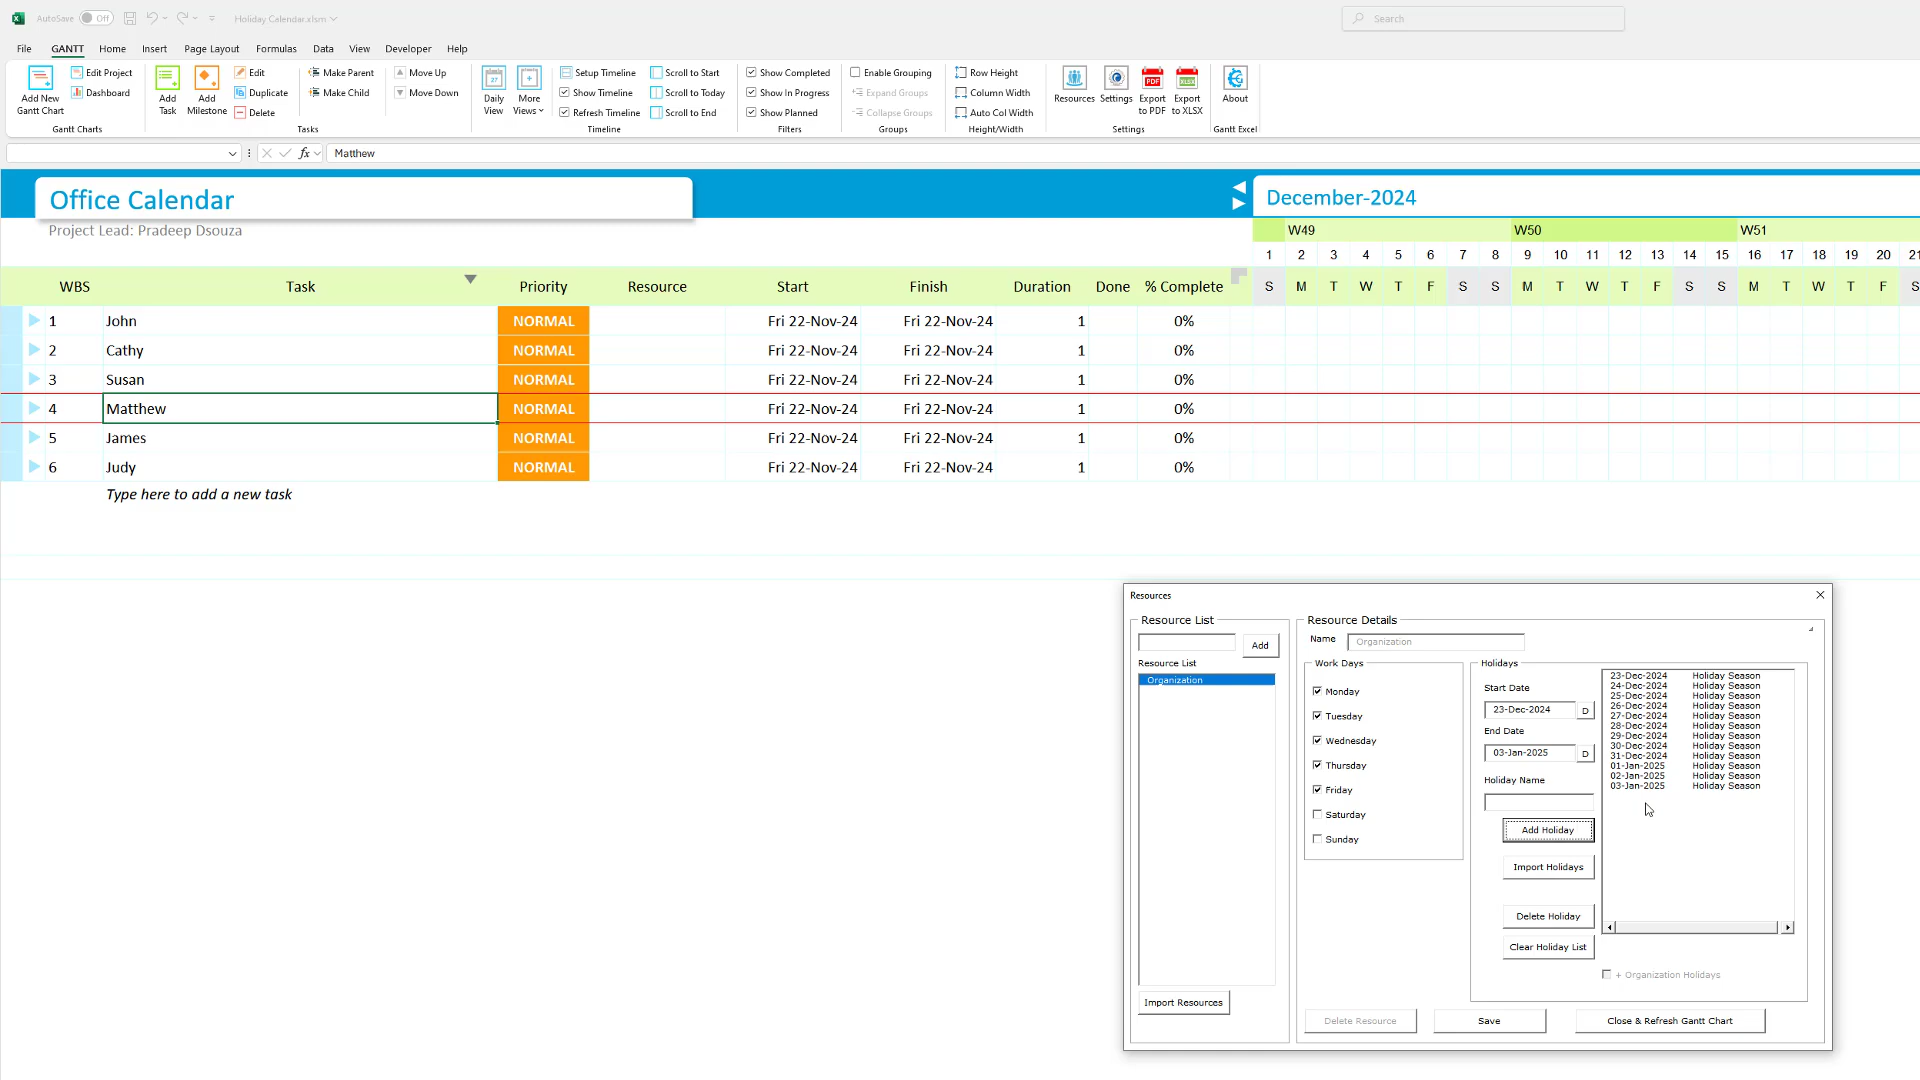 AutoSave Off Holiday Calendar.xlsm Search
File GANTT Home Insert Page Layout Formulas Data View Developer Help
Add New Gantt Chart
Edit Project
Dashboard
Gantt Charts
Add Task
Add Milestone
Edit
Duplicate
Delete
Make Parent
Make Child
Move Up
Move Down
Tasks
Daily View
More Views
Setup Timeline
Show Timeline
Refresh Timeline
Scroll to Start
Scroll to Today
Scroll to End
Timeline
Show Completed
Show In Progress
Show Planned
Filters
Enable Grouping
Expand Groups
Collapse Groups
Groups
Row Height
Column Width
Auto Col Width
Height/Width
Resources
Settings
Export to PDF
Export to XLSX
Settings
About
Gantt Excel
fx Matthew
Office Calendar
December-2024
Project Lead: Pradeep Dsouza
W49 W50 W51
1 2 3 4 5 6 7 8 9 10 11 12 13 14 15 16 17 18 19 20 21
WBS Task Priority Resource Start Finish Duration Done % Complete S M T W T F S S M T W T F S S M T W T F S
1 John NORMAL Fri 22-Nov-24 Fri 22-Nov-24 1 0%
2 Cathy NORMAL Fri 22-Nov-24 Fri 22-Nov-24 1 0%
3 Susan NORMAL Fri 22-Nov-24 Fri 22-Nov-24 1 0%
4 Matthew NORMAL Fri 22-Nov-24 Fri 22-Nov-24 1 0%
5 James NORMAL Fri 22-Nov-24 Fri 22-Nov-24 1 0%
6 Judy NORMAL Fri 22-Nov-24 Fri 22-Nov-24 1 0%
Type here to add a new task
Resources
Resource List
Add
Resource List
Organization
Import Resources
Resource Details
Name Organization
Work Days
Monday
Tuesday
Wednesday
Thursday
Friday
Saturday
Sunday
Holidays
Start Date
23-Dec-2024 D
End Date
03-Jan-2025 D
Holiday Name
Add Holiday
Import Holidays
Delete Holiday
Clear Holiday List
23-Dec-2024 Holiday Season
24-Dec-2024 Holiday Season
25-Dec-2024 Holiday Season
26-Dec-2024 Holiday Season
27-Dec-2024 Holiday Season
28-Dec-2024 Holiday Season
29-Dec-2024 Holiday Season
30-Dec-2024 Holiday Season
31-Dec-2024 Holiday Season
01-Jan-2025 Holiday Season
02-Jan-2025 Holiday Season
03-Jan-2025 Holiday Season
+ Organization Holidays
Delete Resource
Save
Close & Refresh Gantt Chart